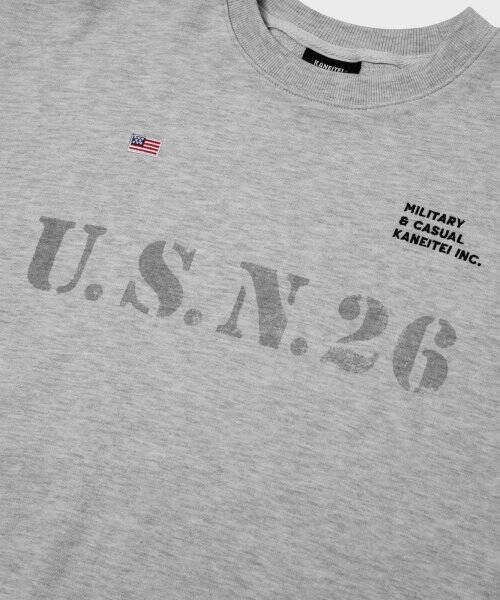 KANEITEI
MILITARY
& CASUAL
KANEITEI INC.
U.S.N.26